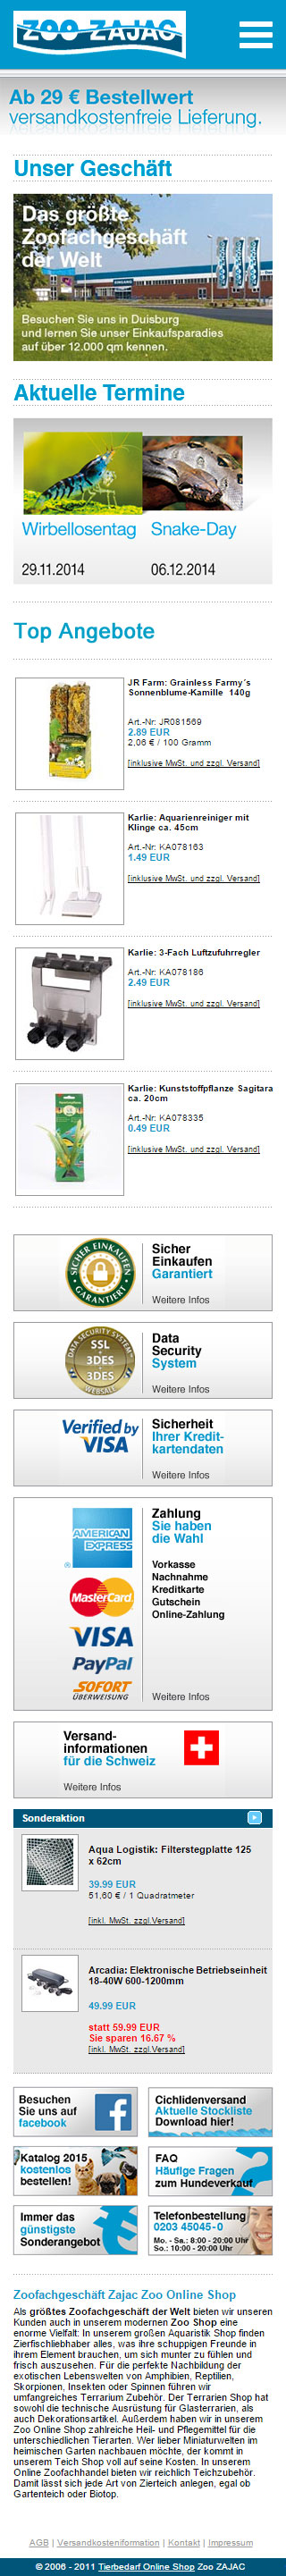 ZOO ZAJAC
Ab 29 € Bestellwert
versandkostenfreie Lieferung.
Unser Geschäft
Das größte
Zoofachgeschäft
der Welt
Besuchen Sie uns in Duisburg
und lernen Sie unser Einkaufsparadies
auf über 12.000 qm kennen.
Aktuelle Termine
Wirbellosentag
29.11.2014
Snake-Day
06.12.2014
Top Angebote
JR Farm: Grainless Farmy´s
Sonnenblume-Kamille 140g
Art.-Nr: JR081569
2.89 EUR
2,06 € / 100 Gramm
[inklusive MwSt. und zzgl. Versand]
Karlie: Aquarienreiniger mit
Klinge ca. 45cm
Art.-Nr: KA078163
1.49 EUR
[inklusive MwSt. und zzgl. Versand]
Karlie: 3-Fach Luftzufuhrregler
Art.-Nr: KA078186
2.49 EUR
[inklusive MwSt. und zzgl. Versand]
Karlie: Kunststoffpflanze Sagitara
ca. 20cm
Art.-Nr: KA078335
0.49 EUR
[inklusive MwSt. und zzgl. Versand]
SICHER EINKAUFEN
GARANTIERT
Sicher
Einkaufen
Garantiert
Weitere Infos
DATA SECURITY SYSTEM
SSL
3DES
3DES
Data
Security
System
Weitere Infos
Verified by
VISA
Sicherheit
Ihrer Kredit-
kartendaten
Weitere Infos
AMERICAN
EXPRESS
®
MasterCard
VISA
PayPal
SOFORT
ÜBERWEISUNG
Zahlung
Sie haben
die Wahl
Vorkasse
Nachnahme
Kreditkarte
Gutschein
Online-Zahlung
Weitere Infos
Versand-
informationen
für die Schweiz
Weitere Infos
Sonderaktion
Aqua Logistik: Filterstegplatte 125
x 62cm
39.99 EUR
51,60 € / 1 Quadratmeter
[inkl. MwSt. zzgl.Versand]
Arcadia: Elektronische Betriebseinheit
18-40W 600-1200mm
49.99 EUR
statt 59.99 EUR
Sie sparen 16.67 %
[inkl. MwSt. zzgl.Versand]
Besuchen
Sie uns auf
facebook
Cichlidenversand
Aktuelle Stockliste
Download hier!
Katalog 2015
kostenlos
bestellen!
FAQ
Häufige Fragen
zum Hundeverkauf
Immer das
günstigste
Sonderangebot
Telefonbestellung
0203 45045-0
Mo. - Sa.: 8:00 - 20:00 Uhr
So.: 10:00 - 20:00 Uhr
Zoofachgeschäft Zajac Zoo Online Shop
Als größtes Zoofachgeschäft der Welt bieten wir unseren
Kunden auch in unserem modernen Zoo Shop eine
enorme Vielfalt: In unserem großen Aquaristik Shop finden
Zierfischliebhaber alles, was ihre schuppigen Freunde in
ihrem Element brauchen, um sich munter zu fühlen und
frisch auszusehen. Für die perfekte Nachbildung der
exotischen Lebenswelten von Amphibien, Reptilien,
Skorpionen, Insekten oder Spinnen führen wir
umfangreiches Terrarium Zubehör. Der Terrarien Shop hat
sowohl die technische Ausrüstung für Glasterrarien, als
auch Dekorationsartikel. Außerdem haben wir in unserem
Zoo Online Shop zahlreiche Heil- und Pflegemittel für die
unterschiedlichen Tierarten. Wer lieber Miniaturwelten im
heimischen Garten nachbauen möchte, der kommt in
unserem Teich Shop voll auf seine Kosten. In unserem
Online Zoofachhandel bieten wir reichlich Teichzubehör.
Damit lässt sich jede Art von Zierteich anlegen, egal ob
Gartenteich oder Biotop.
AGB | Versandkosteniformation | Kontakt | Impressum
© 2006 - 2011 Tierbedarf Online Shop Zoo ZAJAC